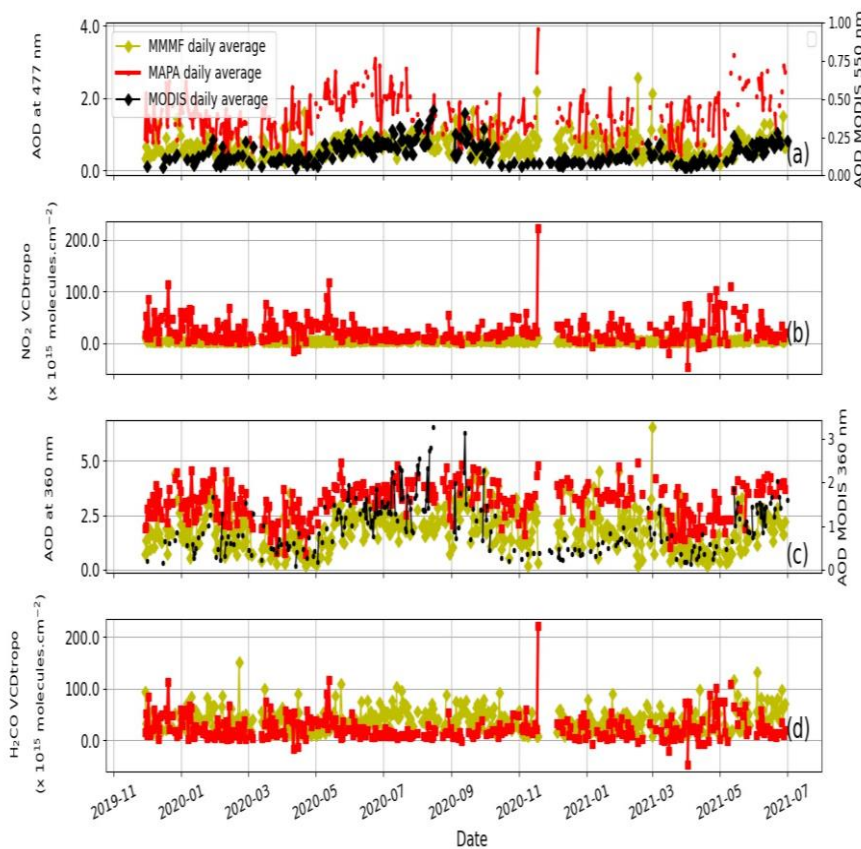 AOD at 477 nm
4.0
2.0
0.0
MMMF daily average
MAPA daily average
MODIS daily average
1.00
0.75
0.50
0.25
0.00
AOD MODIS 550 nm
(a)
NO₂ VCDtropo
(x 10¹⁵ molecules.cm⁻²)
200.0
100.0
0.0
(b)
AOD at 360 nm
5.0
2.5
0.0
3
2
1
0
AOD MODIS 360 nm
(c)
H₂CO VCDtropo
(x 10¹⁵ molecules.cm⁻²)
200.0
100.0
0.0
(d)
2019-11
2020-01
2020-03
2020-05
2020-07
2020-09
2020-11
2021-01
2021-03
2021-05
2021-07
Date